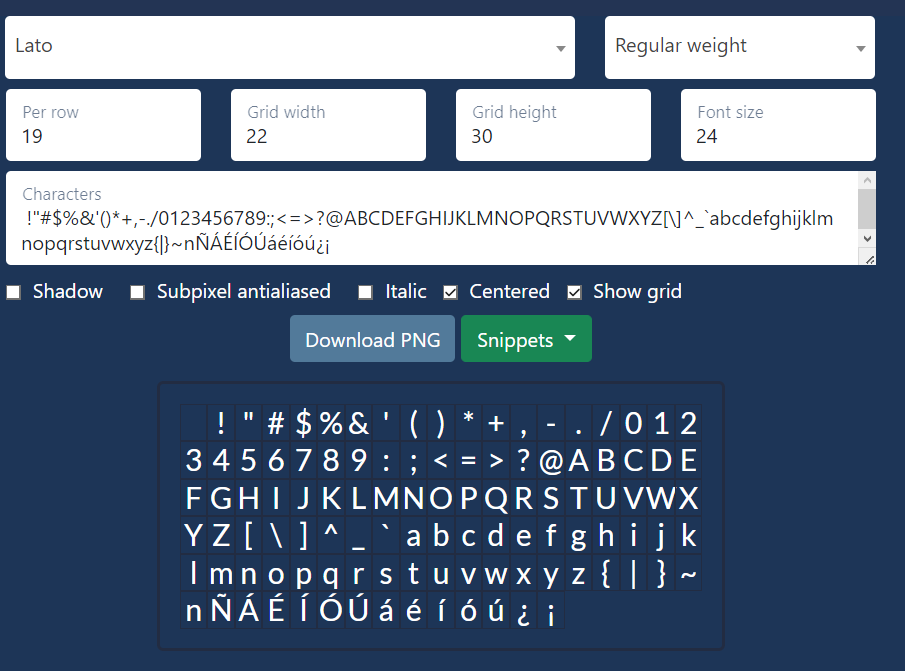 Lato
Regular weight
Per row
19
Grid width
22
Grid height
30
Font size
24
Characters
!"#$%&'()*+,-./0123456789:;<=>?@ABCDEFGHIJKLMNOPQRSTUVWXYZ[\]^_`abcdefghijklm
nopqrstuvwxyz{|}~nÑÁÉÍÓÚáéíóú¿¡
Shadow
Subpixel antialiased
Italic
Centered
Show grid
Download PNG
Snippets
! " # $ % & ' ( ) * + , - . / 0 1 2
3 4 5 6 7 8 9 : ; < = > ? @ A B C D E
F G H I J K L M N O P Q R S T U V W X
Y Z [ \ ] ^ _ ` a b c d e f g h i j k
l m n o p q r s t u v w x y z { | } ~
n Ñ Á É Í Ó Ú á é í ó ú ¿ ¡